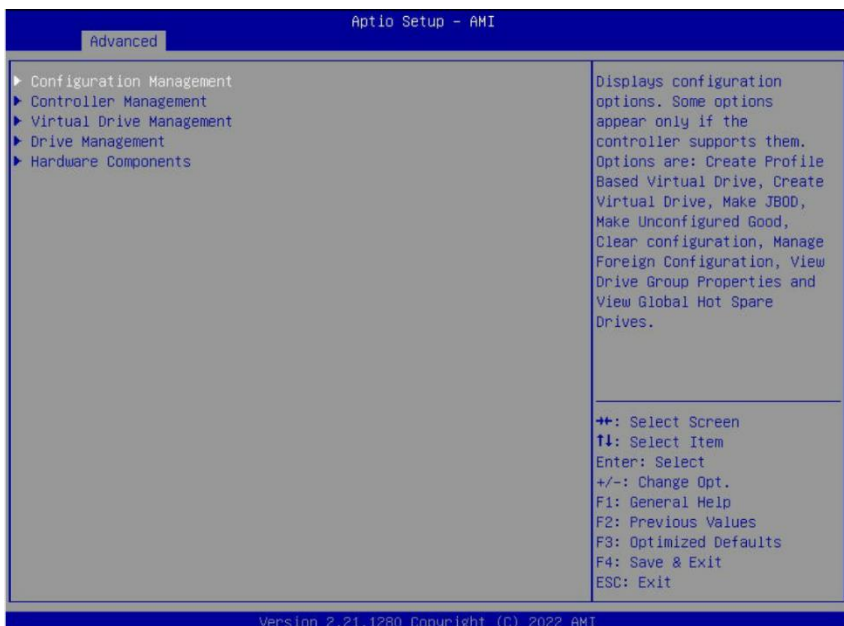 Aptio Setup - AMI
Advanced
Configuration Management
Controller Management
Virtual Drive Management
Drive Management
Hardware Components
Displays configuration
options. Some options
appear only if the
controller supports them.
Options are: Create Profile
Based Virtual Drive, Create
Virtual Drive, Make JBOD,
Make Unconfigured Good,
Clear configuration, Manage
Foreign Configuration, View
Drive Group Properties and
View Global Hot Spare
Drives.
→←: Select Screen
↑↓: Select Item
Enter: Select
+/-: Change Opt.
F1: General Help
F2: Previous Values
F3: Optimized Defaults
F4: Save & Exit
ESC: Exit
Version 2.21.1280 Copyright (C) 2022 AMI